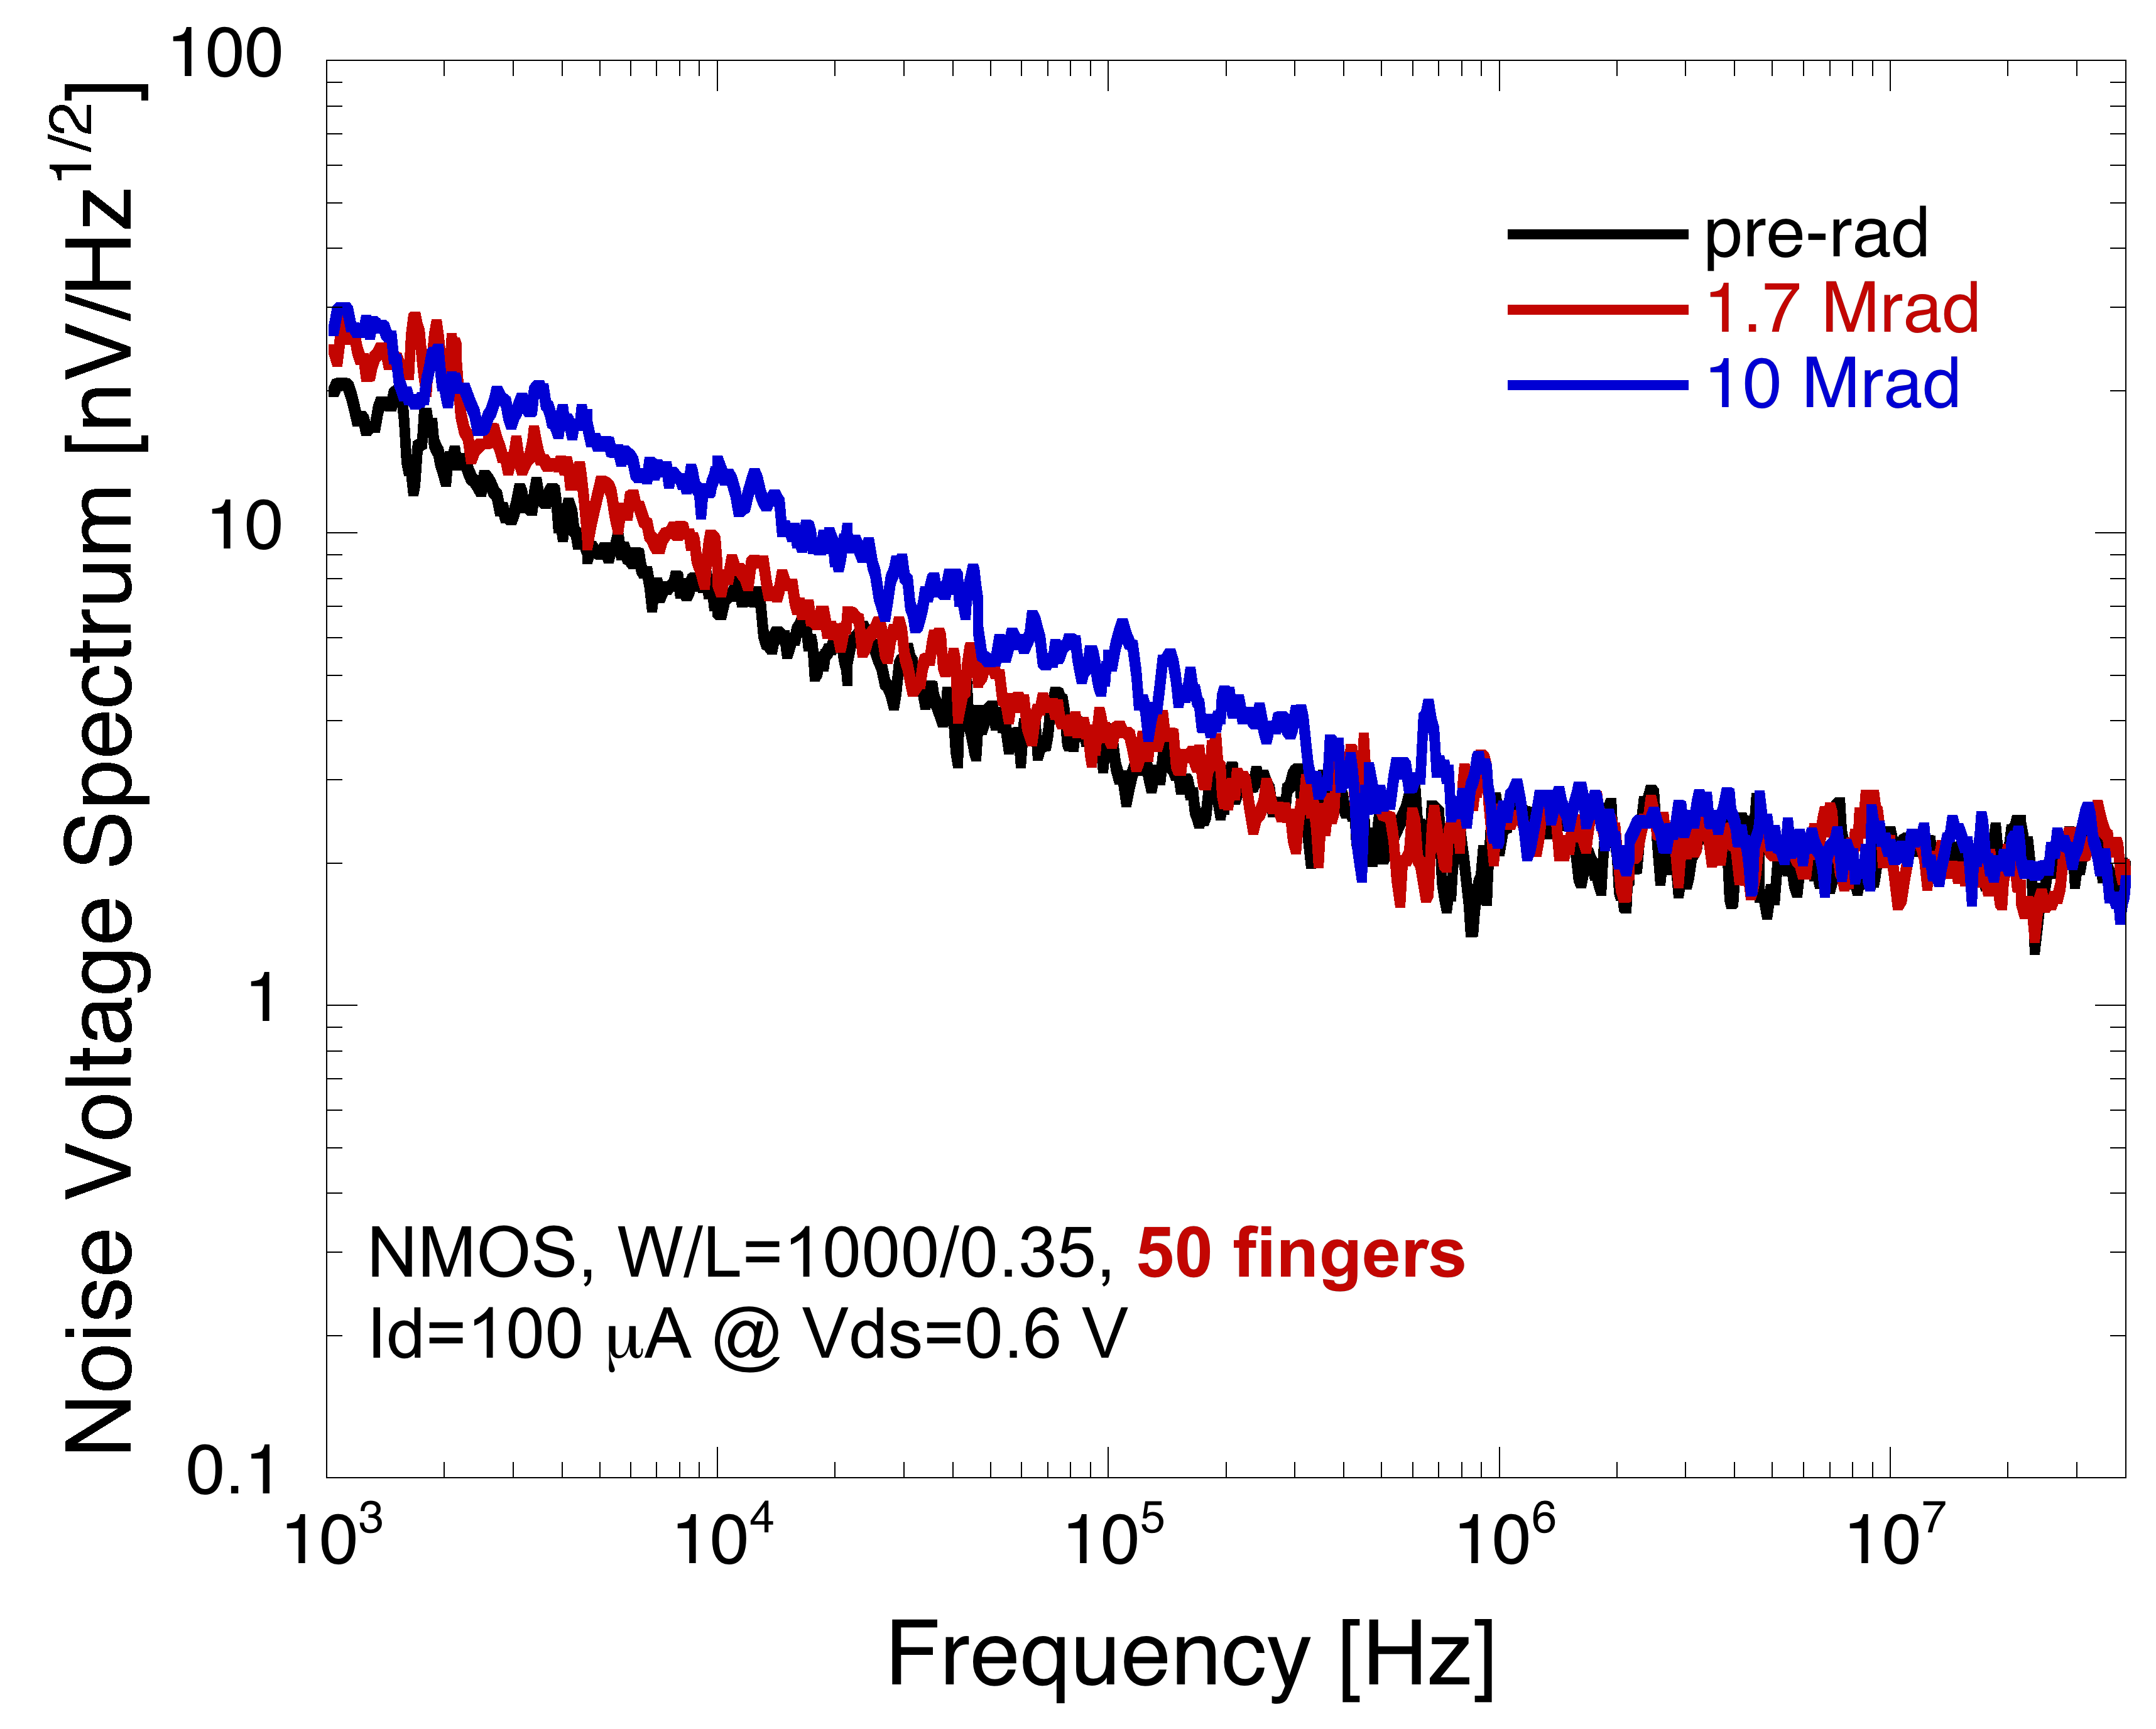 Noise Voltage Spectrum [nV/Hz^1/2]
100
10
1
0.1
pre-rad
1.7 Mrad
10 Mrad
NMOS, W/L=1000/0.35, 50 fingers
Id=100 μA @ Vds=0.6 V
10^3 10^4 10^5 10^6 10^7
Frequency [Hz]